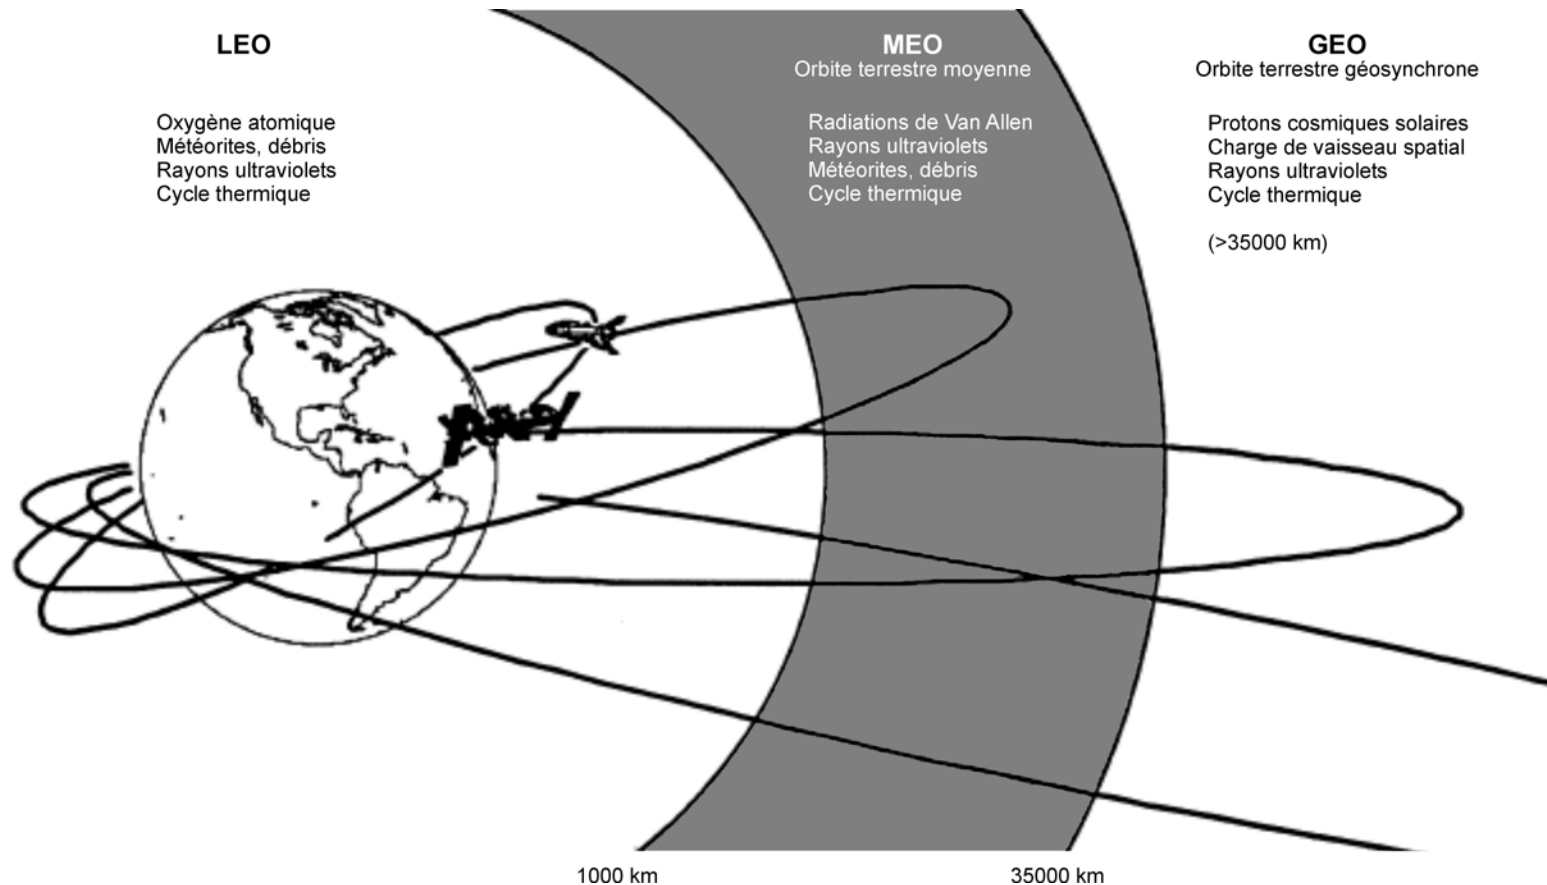 LEO
Oxygène atomique
Météorites, débris
Rayons ultraviolets
Cycle thermique
MEO
Orbite terrestre moyenne
Radiations de Van Allen
Rayons ultraviolets
Météorites, débris
Cycle thermique
GEO
Orbite terrestre géosynchrone
Protons cosmiques solaires
Charge de vaisseau spatial
Rayons ultraviolets
Cycle thermique
(>35000 km)
1000 km
35000 km